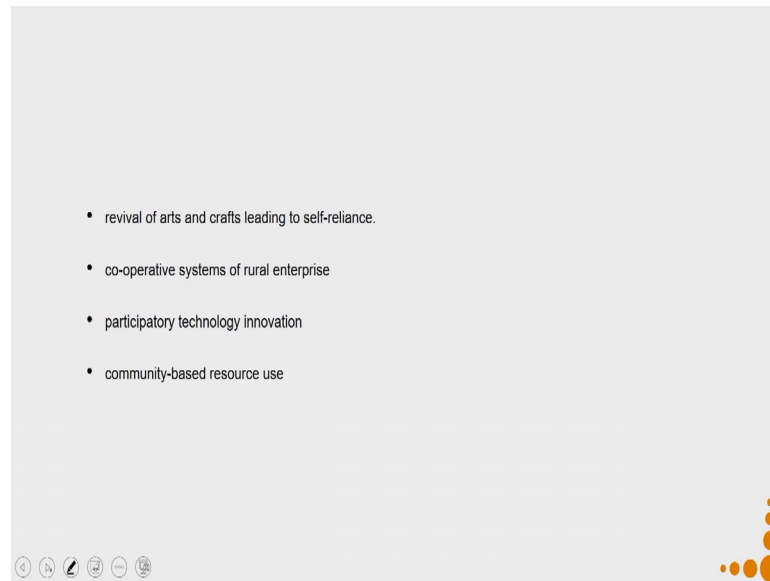 • revival of arts and crafts leading to self-reliance.
• co-operative systems of rural enterprise
• participatory technology innovation
• community-based resource use